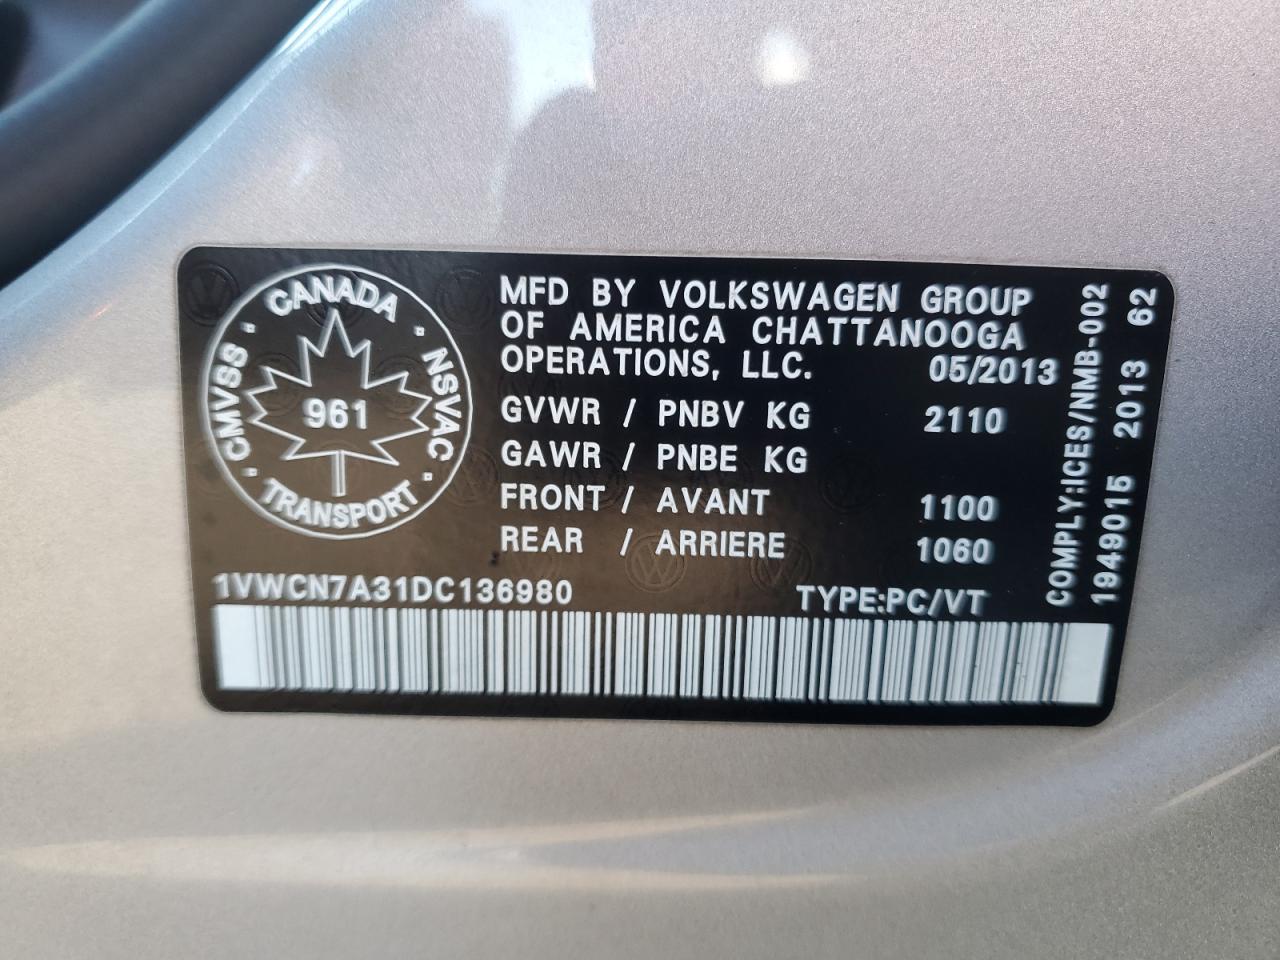 CANADA
CMVSS · NSVAC
961
TRANSPORT
MFD BY VOLKSWAGEN GROUP
OF AMERICA CHATTANOOGA
OPERATIONS, LLC. 05/2013
GVWR / PNBV KG 2110
GAWR / PNBE KG
FRONT / AVANT 1100
REAR / ARRIERE 1060
1VWCN7A31DC136980 TYPE:PC/VT
COMPLY:ICES/NMB-002
1949015 2013 62